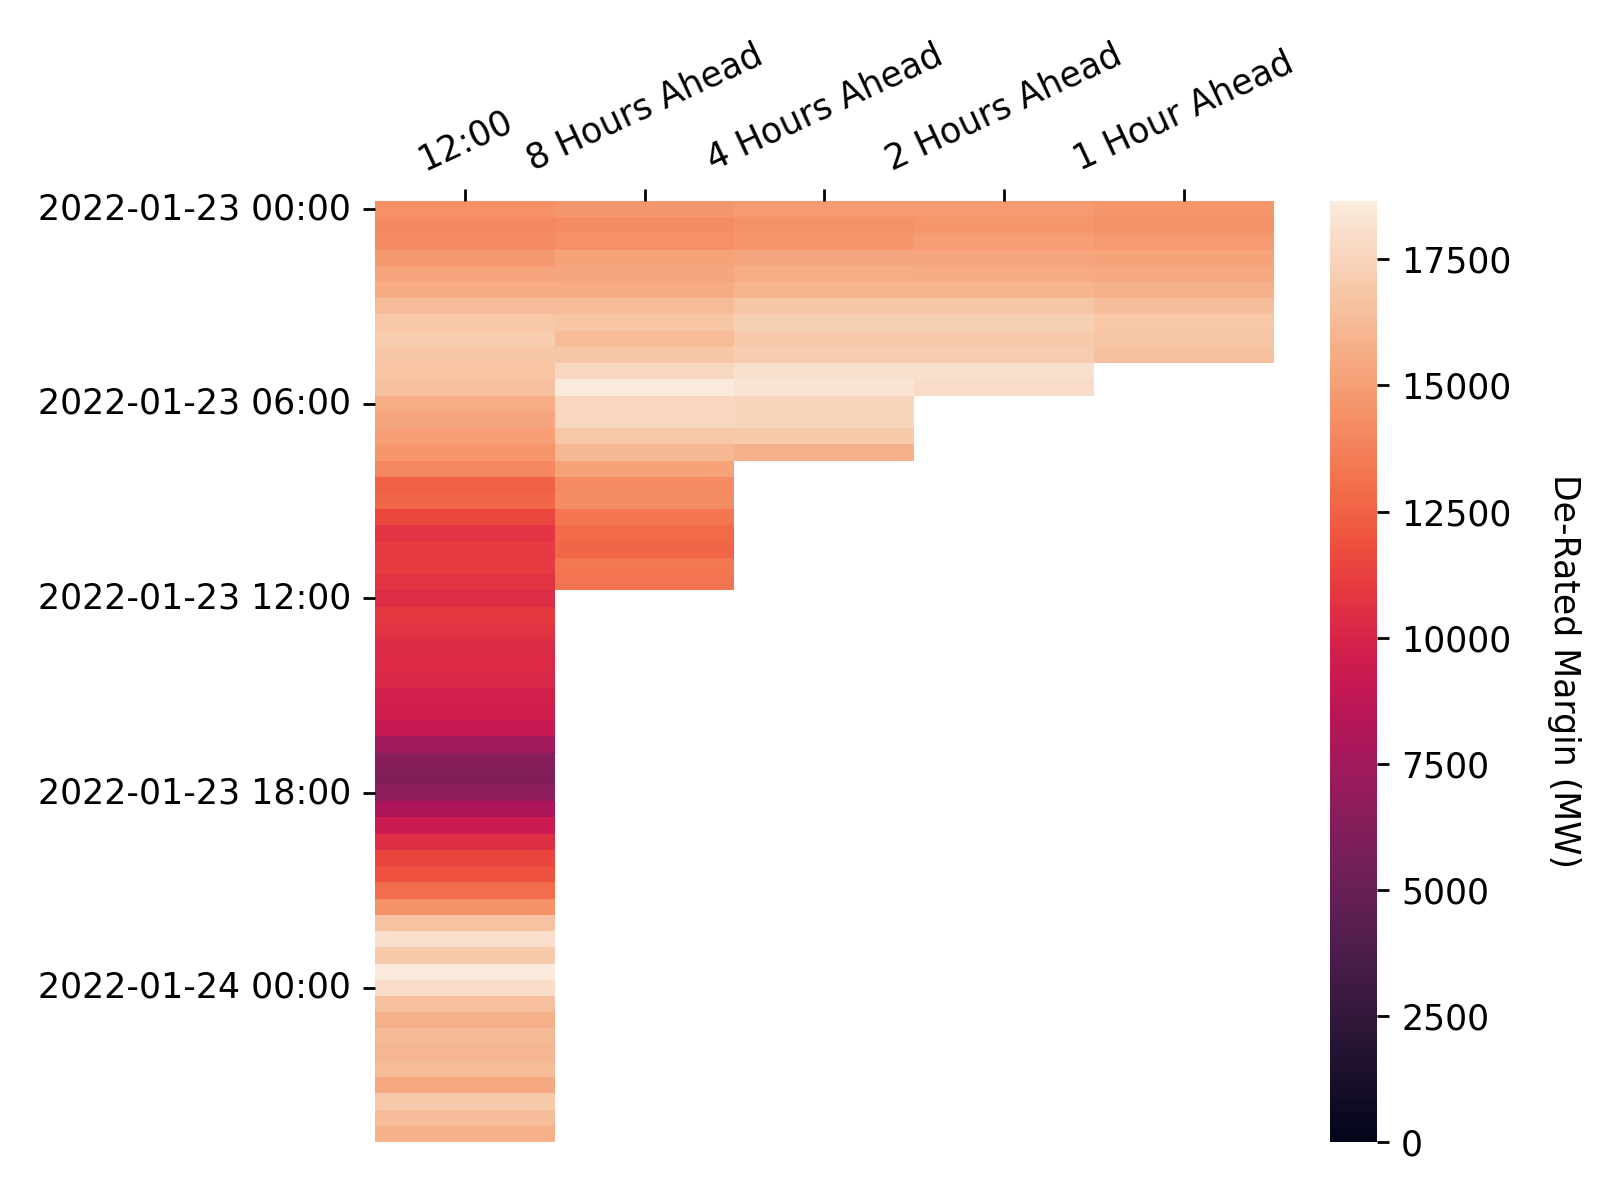 12:00
8 Hours Ahead
4 Hours Ahead
2 Hours Ahead
1 Hour Ahead
2022-01-23 00:00
2022-01-23 06:00
2022-01-23 12:00
2022-01-23 18:00
2022-01-24 00:00
17500
15000
12500
10000
7500
5000
2500
0
De-Rated Margin (MW)